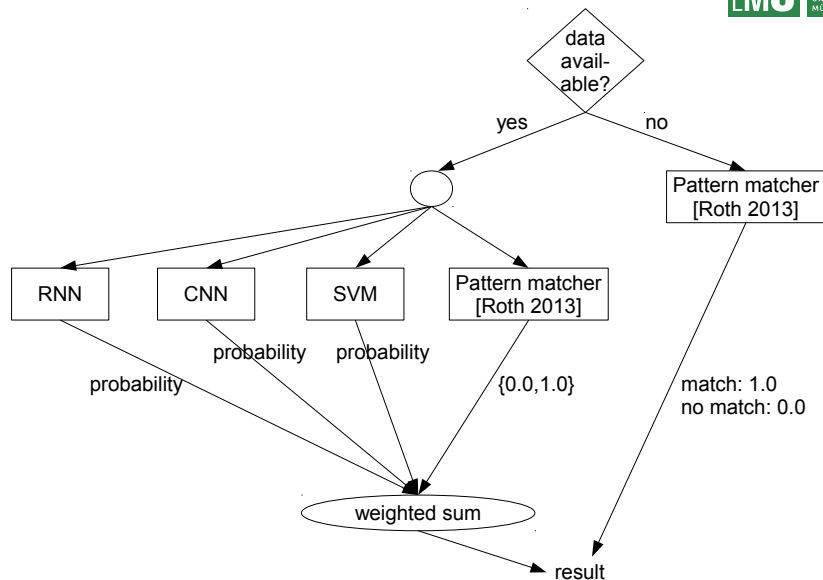 LMU
data
avail-
able?
yes
no
Pattern matcher
[Roth 2013]
RNN
CNN
SVM
Pattern matcher
[Roth 2013]
probability
probability
probability
{0.0,1.0}
match: 1.0
no match: 0.0
weighted sum
result